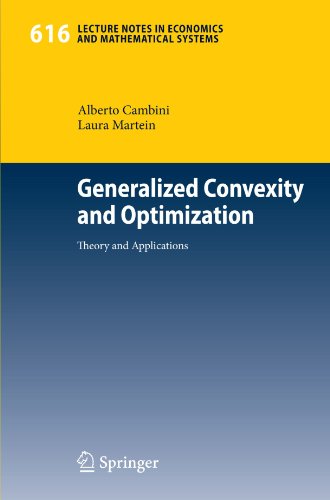 616 LECTURE NOTES IN ECONOMICS
AND MATHEMATICAL SYSTEMS
Alberto Cambini
Laura Martein
Generalized Convexity
and Optimization
Theory and Applications
Springer